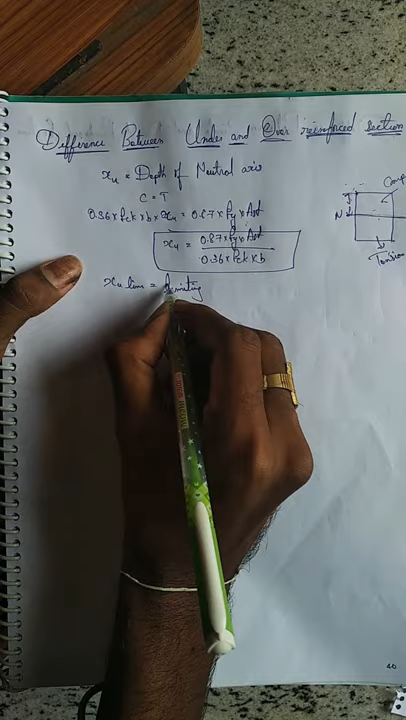 Difference Between Under and Over reinforced section
xu = Depth of Neutral axis
C = T
0.36 x Fck x b x xu = 0.87 x Fy x Ast
xu = 0.87 x Fy x Ast
0.36 x Fck x b
xu lim = Limiting
Comp
N
Tension